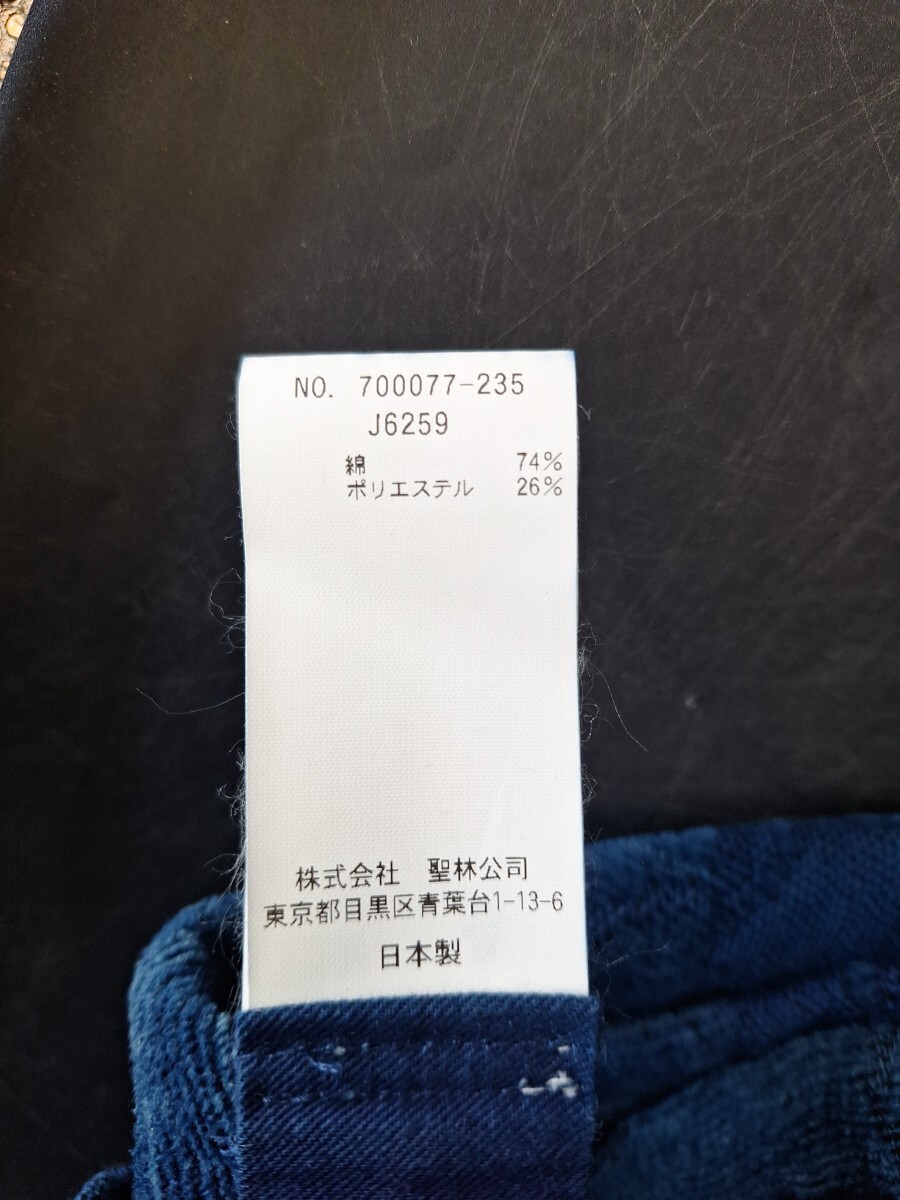 NO. 700077-235
J6259
綿 74%
ポリエステル 26%
株式会社 聖林公司
東京都目黒区青葉台1-13-6
日本製